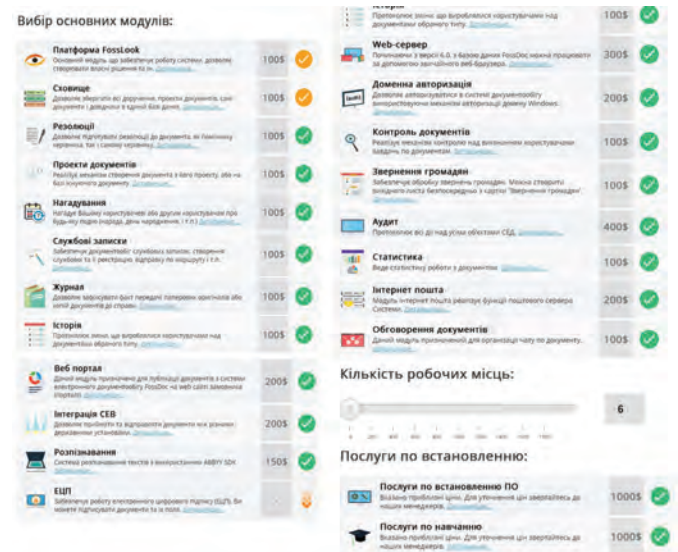 Вибір основних модулів:
Платформа FossLook
Основний модуль, що забезпечує роботу системи, дозволяє
створювати власні рішення та ін.
100$
Сховище
Дозволяє зберігати всі доручення, проекти документів, самі
документи і довідники в єдиній базі даних.
100$
Резолюції
Дозволяє підготувати резолюції до документа, як помічнику
керівника, так і самому керівнику.
100$
Проекти документів
Реалізує механізм створення документа з його проекту, або на
базі існуючого документу.
100$
Нагадування
Нагадує Вашому користувачеві або другим користувачам про
будь-яку подію (нарада, день народження, і т.п.)
100$
Службові записки
Забезпечує документообіг службових записок, створення
службових та її реєстрацію, відправку по маршруту і т.п.
100$
Журнал
Дозволяє зафіксувати факт передачі паперових оригіналів або
копій документів до справи.
100$
Історія
Протоколює зміни, що вироблялися користувачами над
документами обраного типу.
100$
Веб портал
Даний модуль призначено для публікації документів з системи
електронного документообігу FossDoc на web сайті замовника
(портал).
200$
Інтеграція СЕВ
Дозволяє приймати та відправляти документи між різними
державними установами.
200$
Розпізнавання
Система розпізнавання текстів з використанням ABBYY SDK.
150$
ЕЦП
Забезпечує роботу електронного цифрового підпису (ЕЦП). Ви
можете підписувати документи та їх поля.
Протоколює зміни, що вироблялися користувачами над
документами обраного типу.
100$
Web-сервер
Починаючи з версії 6.0, з базою даних FossDoc можна працювати
за допомогою звичайного веб-браузера.
300$
Доменна авторизація
Дозволяє авторизуватися в системі документообігу
використовуючи механізм авторизації домену Windows.
200$
Контроль документів
Реалізує механізм контролю над виконанням користувачами
завдань по документам.
100$
Звернення громадян
Забезпечує обробку звернень громадян. Можна створити
вихідного листа безпосередньо з картки "Звернення громадян".
100$
Аудит
Протоколює всі дії над усіма об'єктами СЕД.
400$
Статистика
Веде статистику роботи з документами.
100$
Інтернет пошта
Модуль інтернет пошта реалізує функції поштового сервера
Системи.
200$
Обговорення документів
Даний модуль призначений для організації чату по документу.
100$
Кількість робочих місць:
6
Послуги по встановленню:
Послуги по встановленню ПО
Вказано приблизні ціни. Для уточнення цін звертайтесь до
наших менеджерів.
1000$
Послуги по навчанню
Вказано приблизні ціни. Для уточнення цін звертайтесь до
наших менеджерів.
1000$